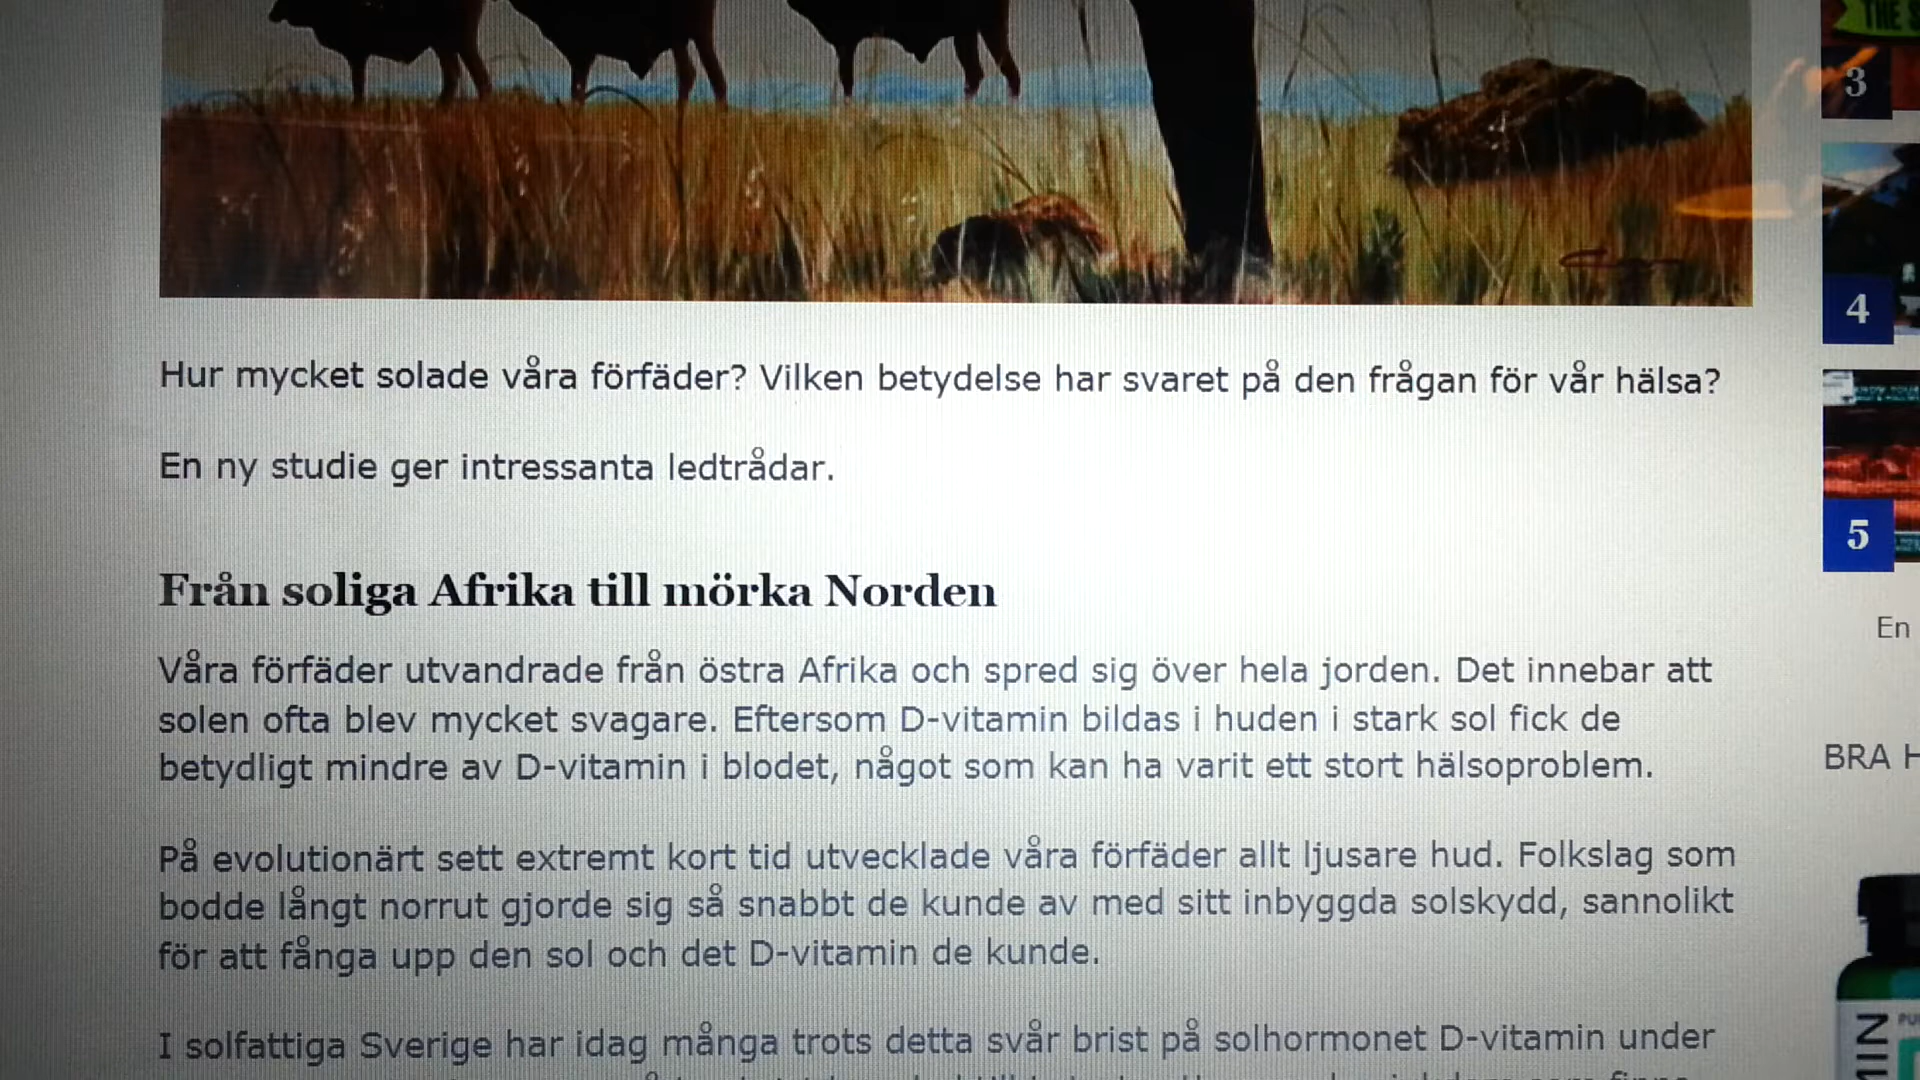 THE
3
4
5
Hur mycket solade våra förfäder? Vilken betydelse har svaret på den frågan för vår hälsa?
En ny studie ger intressanta ledtrådar.
Från soliga Afrika till mörka Norden
Våra förfäder utvandrade från östra Afrika och spred sig över hela jorden. Det innebar att
solen ofta blev mycket svagare. Eftersom D-vitamin bildas i huden i stark sol fick de
betydligt mindre av D-vitamin i blodet, något som kan ha varit ett stort hälsoproblem.
På evolutionärt sett extremt kort tid utvecklade våra förfäder allt ljusare hud. Folkslag som
bodde långt norrut gjorde sig så snabbt de kunde av med sitt inbyggda solskydd, sannolikt
för att fånga upp den sol och det D-vitamin de kunde.
I solfattiga Sverige har idag många trots detta svår brist på solhormonet D-vitamin under
En
BRA